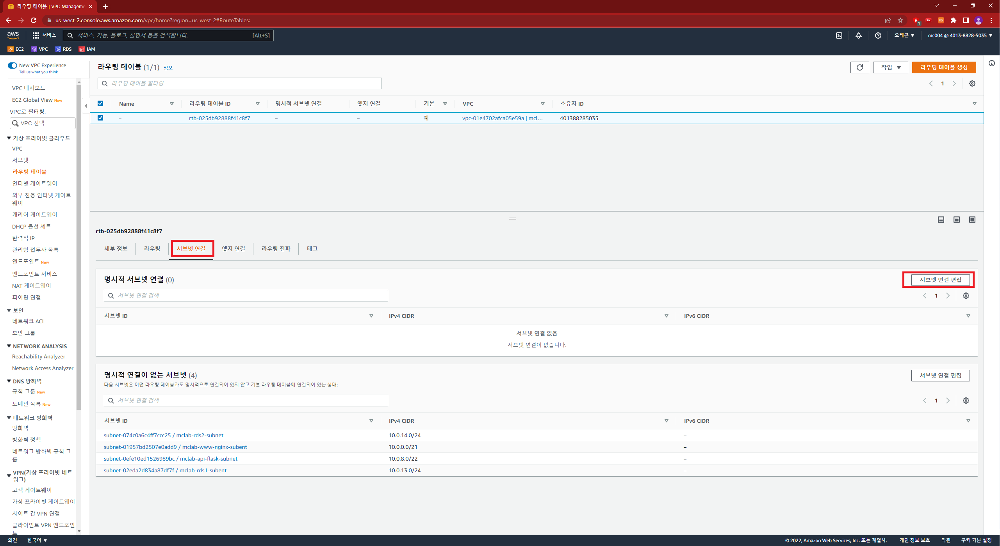 라우팅 테이블 | VPC Manageme
us-west-2.console.aws.amazon.com/vpc/home?region=us-west-2#RouteTables:
1
aws
서비스
서비스, 기능, 블로그, 설명서 등을 검색합니다.
[Alt+S]
오레곤 ▼
mc004 @ 4013-8828-5035 ▼
EC2 VPC RDS IAM
New VPC Experience
Tell us what you think
VPC 대시보드
EC2 Global View New
VPC로 필터링:
VPC 선택
가상 프라이빗 클라우드
VPC
서브넷
라우팅 테이블
인터넷 게이트웨이
외부 전용 인터넷 게이트
웨이
캐리어 게이트웨이
DHCP 옵션 세트
탄력적 IP
관리형 접두사 목록
엔드포인트 New
엔드포인트 서비스
NAT 게이트웨이
피어링 연결
보안
네트워크 ACL
보안 그룹
NETWORK ANALYSIS
Reachability Analyzer
Network Access Analyzer
DNS 방화벽
규칙 그룹 New
도메인 목록 New
네트워크 방화벽
방화벽
방화벽 정책
네트워크 방화벽 규칙 그
룹
VPN(가상 프라이빗 네트
워크)
고객 게이트웨이
가상 프라이빗 게이트웨이
사이트 간 VPN 연결
클라이언트 VPN 엔드포인
트
라우팅 테이블 (1/1) 정보
작업 ▼
라우팅 테이블 생성
라우팅 테이블 필터링
1
Name 라우팅 테이블 ID 명시적 서브넷 연결 엣지 연결 기본 VPC 소유자 ID
– rtb-025db92888f41c8f7 – – 예 vpc-01e4702afca05e59a | mcl... 401388285035
rtb-025db92888f41c8f7
세부 정보 라우팅 서브넷 연결 엣지 연결 라우팅 전파 태그
명시적 서브넷 연결 (0)
서브넷 연결 편집
서브넷 연결 검색
1
서브넷 ID IPv4 CIDR IPv6 CIDR
서브넷 연결 없음
서브넷 연결이 없습니다.
명시적 연결이 없는 서브넷 (4)
서브넷 연결 편집
다음 서브넷은 어떤 라우팅 테이블과도 명시적으로 연결되어 있지 않고 기본 라우팅 테이블에 연결되어 있는 상태:
서브넷 연결 검색
1
서브넷 ID IPv4 CIDR IPv6 CIDR
subnet-074c0a6c4ff7ccc25 / mclab-rds2-subnet 10.0.14.0/24 –
subnet-01957bd2507e0add9 / mclab-www-nginx-subent 10.0.0.0/21 –
subnet-0efe10ed1526989bc / mclab-api-flask-subnet 10.0.8.0/22 –
subnet-02eda2d834a87df7f / mclab-rds1-subent 10.0.13.0/24 –
의견 한국어 ▼
© 2022, Amazon Web Services, Inc. 또는 계열사. 개인 정보 보호 약관 쿠키 기본 설정